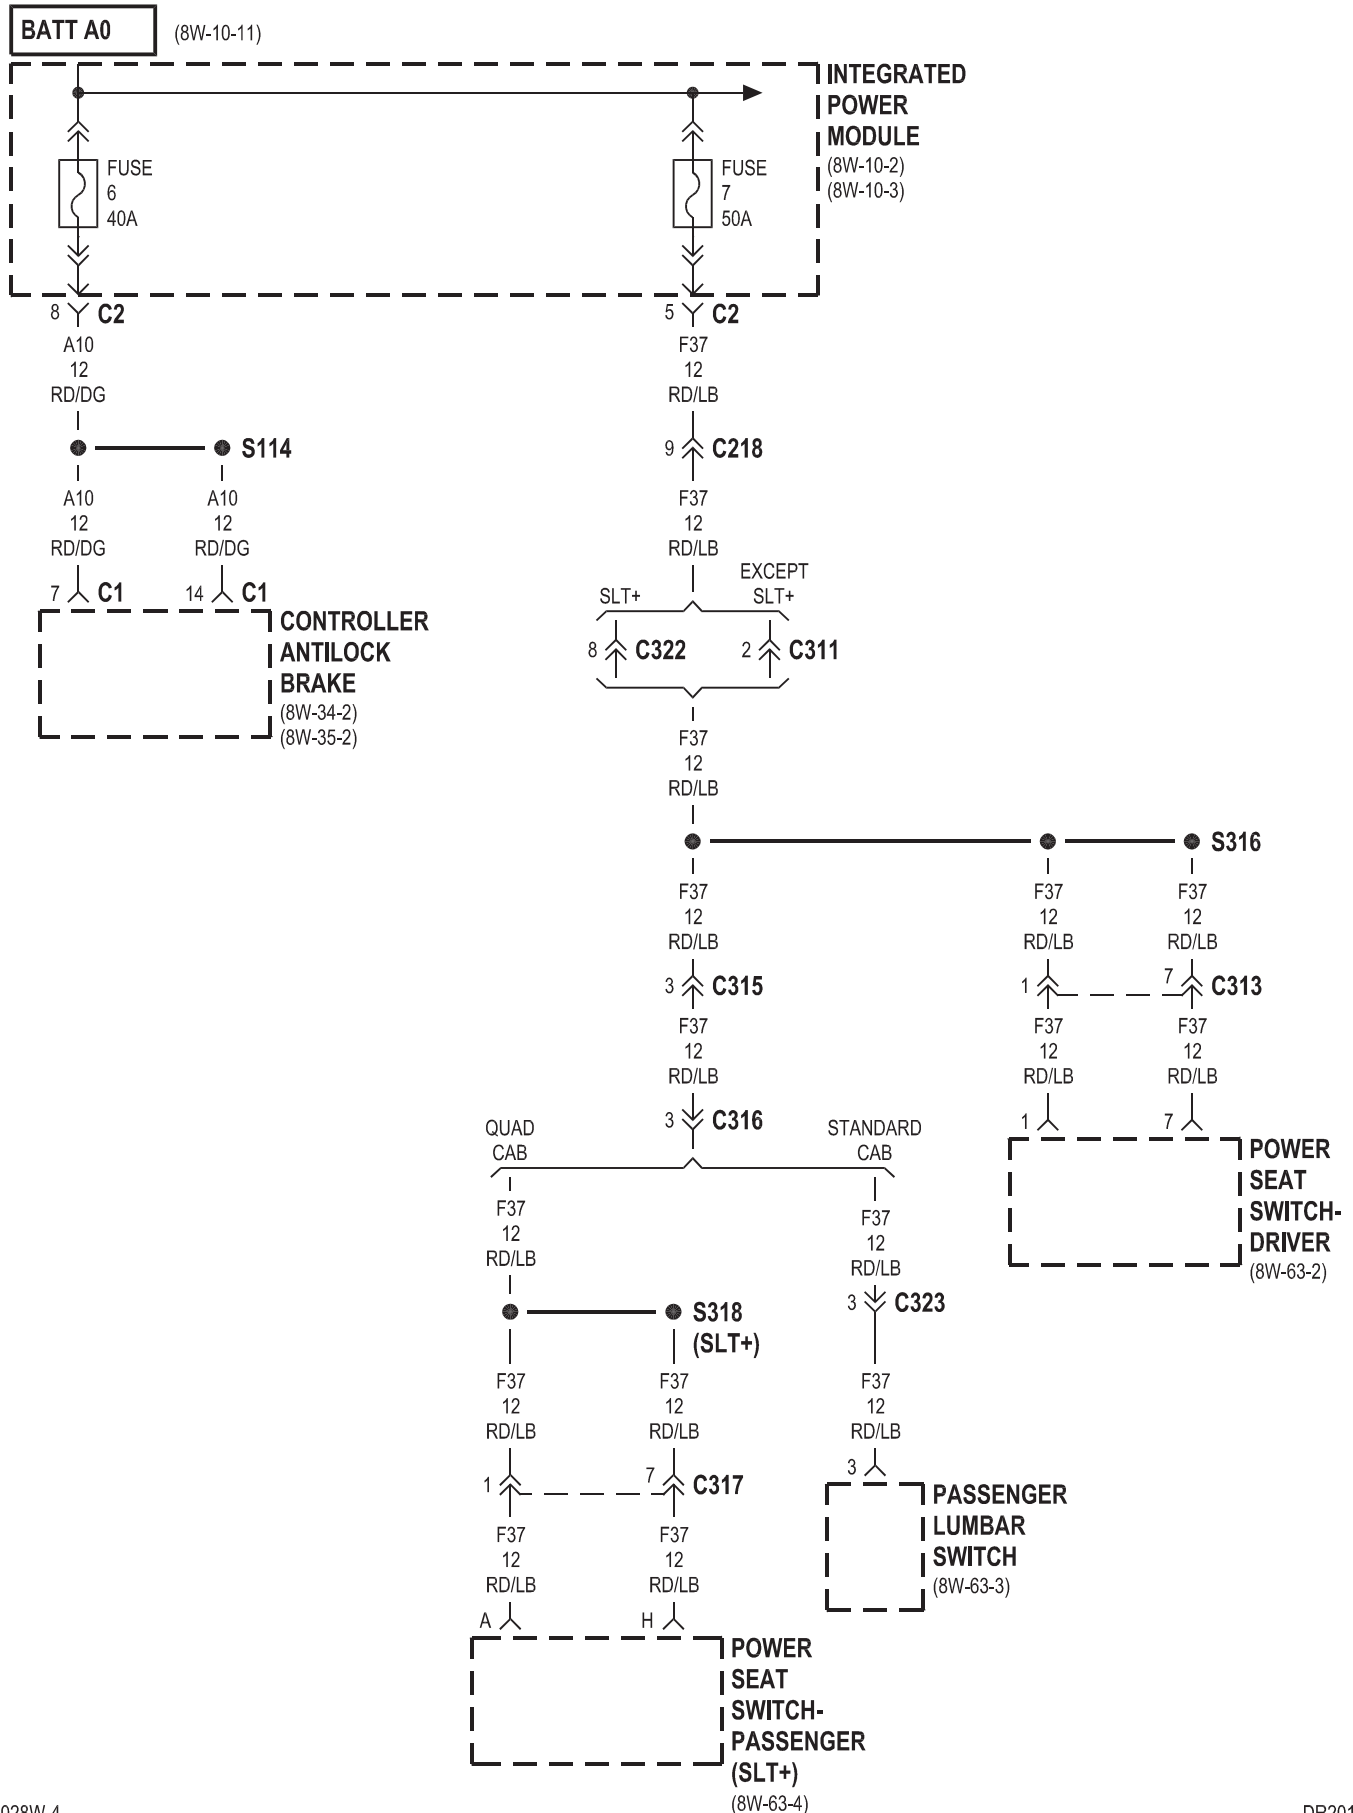 BATT A0 (8W-10-11)
INTEGRATED
POWER
MODULE
(8W-10-2)
(8W-10-3)
FUSE
6
40A
FUSE
7
50A
8 C2
5 C2
A10
12
RD/DG
F37
12
RD/LB
S114
9 C218
A10
12
RD/DG
A10
12
RD/DG
F37
12
RD/LB
7 C1
14 C1
CONTROLLER
ANTILOCK
BRAKE
(8W-34-2)
(8W-35-2)
SLT+
EXCEPT
SLT+
8 C322
2 C311
F37
12
RD/LB
S316
F37
12
RD/LB
F37
12
RD/LB
F37
12
RD/LB
3 C315
1
7 C313
F37
12
RD/LB
F37
12
RD/LB
F37
12
RD/LB
3 C316
1
7
POWER
SEAT
SWITCH-
DRIVER
(8W-63-2)
QUAD
CAB
STANDARD
CAB
F37
12
RD/LB
F37
12
RD/LB
3 C323
S318
(SLT+)
F37
12
RD/LB
F37
12
RD/LB
F37
12
RD/LB
1
7 C317
3
PASSENGER
LUMBAR
SWITCH
(8W-63-3)
F37
12
RD/LB
F37
12
RD/LB
A
H
POWER
SEAT
SWITCH-
PASSENGER
(SLT+)
(8W-63-4)